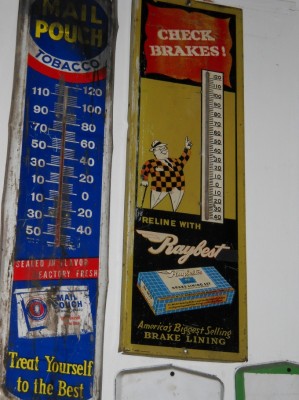 MAIL
POUCH
TOBACCO
110 120
90 100
70 80
50 60
30 40
10 20
10 0
30 20
50 40
SEALED IN FLAVOR
FACTORY FRESH
MAIL
POUCH
Treat Yourself
to the Best
CHECK
BRAKES!
RELINE WITH
Raybest
America's Biggest Selling
BRAKE LINING